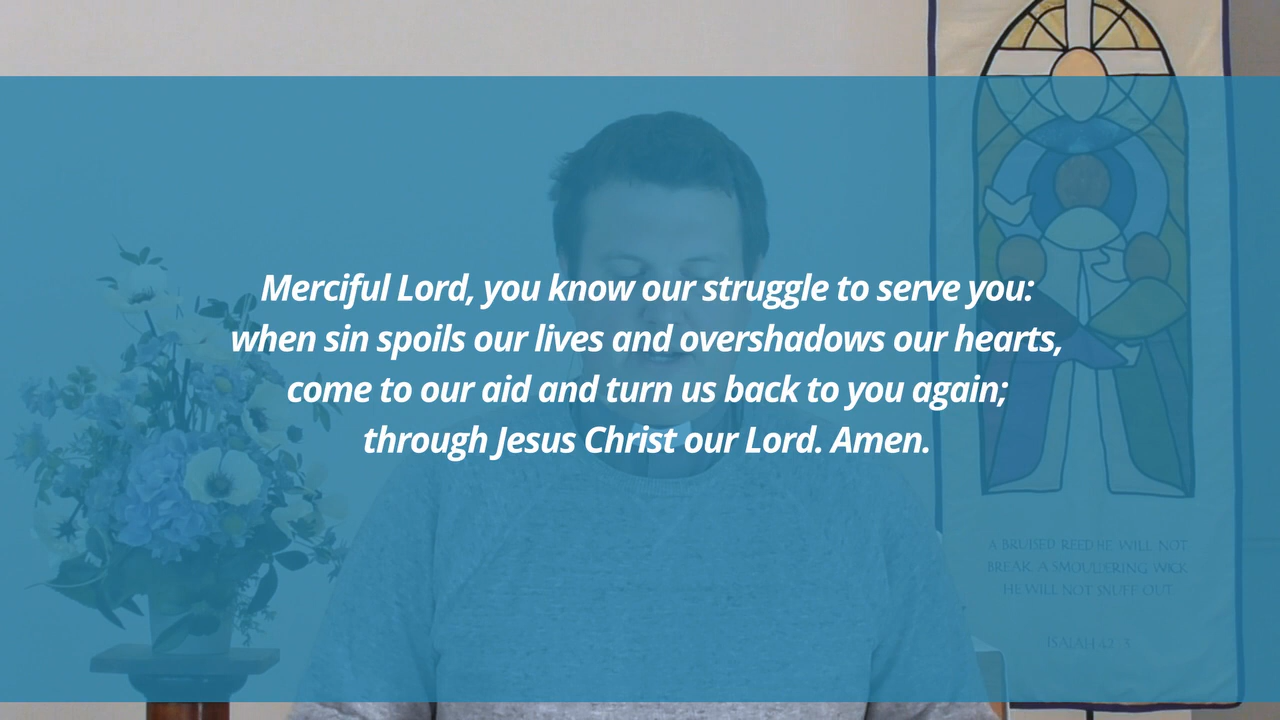 Merciful Lord, you know our struggle to serve you:
when sin spoils our lives and overshadows our hearts,
come to our aid and turn us back to you again;
through Jesus Christ our Lord. Amen.
A BRUISED REED HE WILL NOT
BREAK, A SMOULDERING WICK
HE WILL NOT SNUFF OUT
ISAIAH 42:3